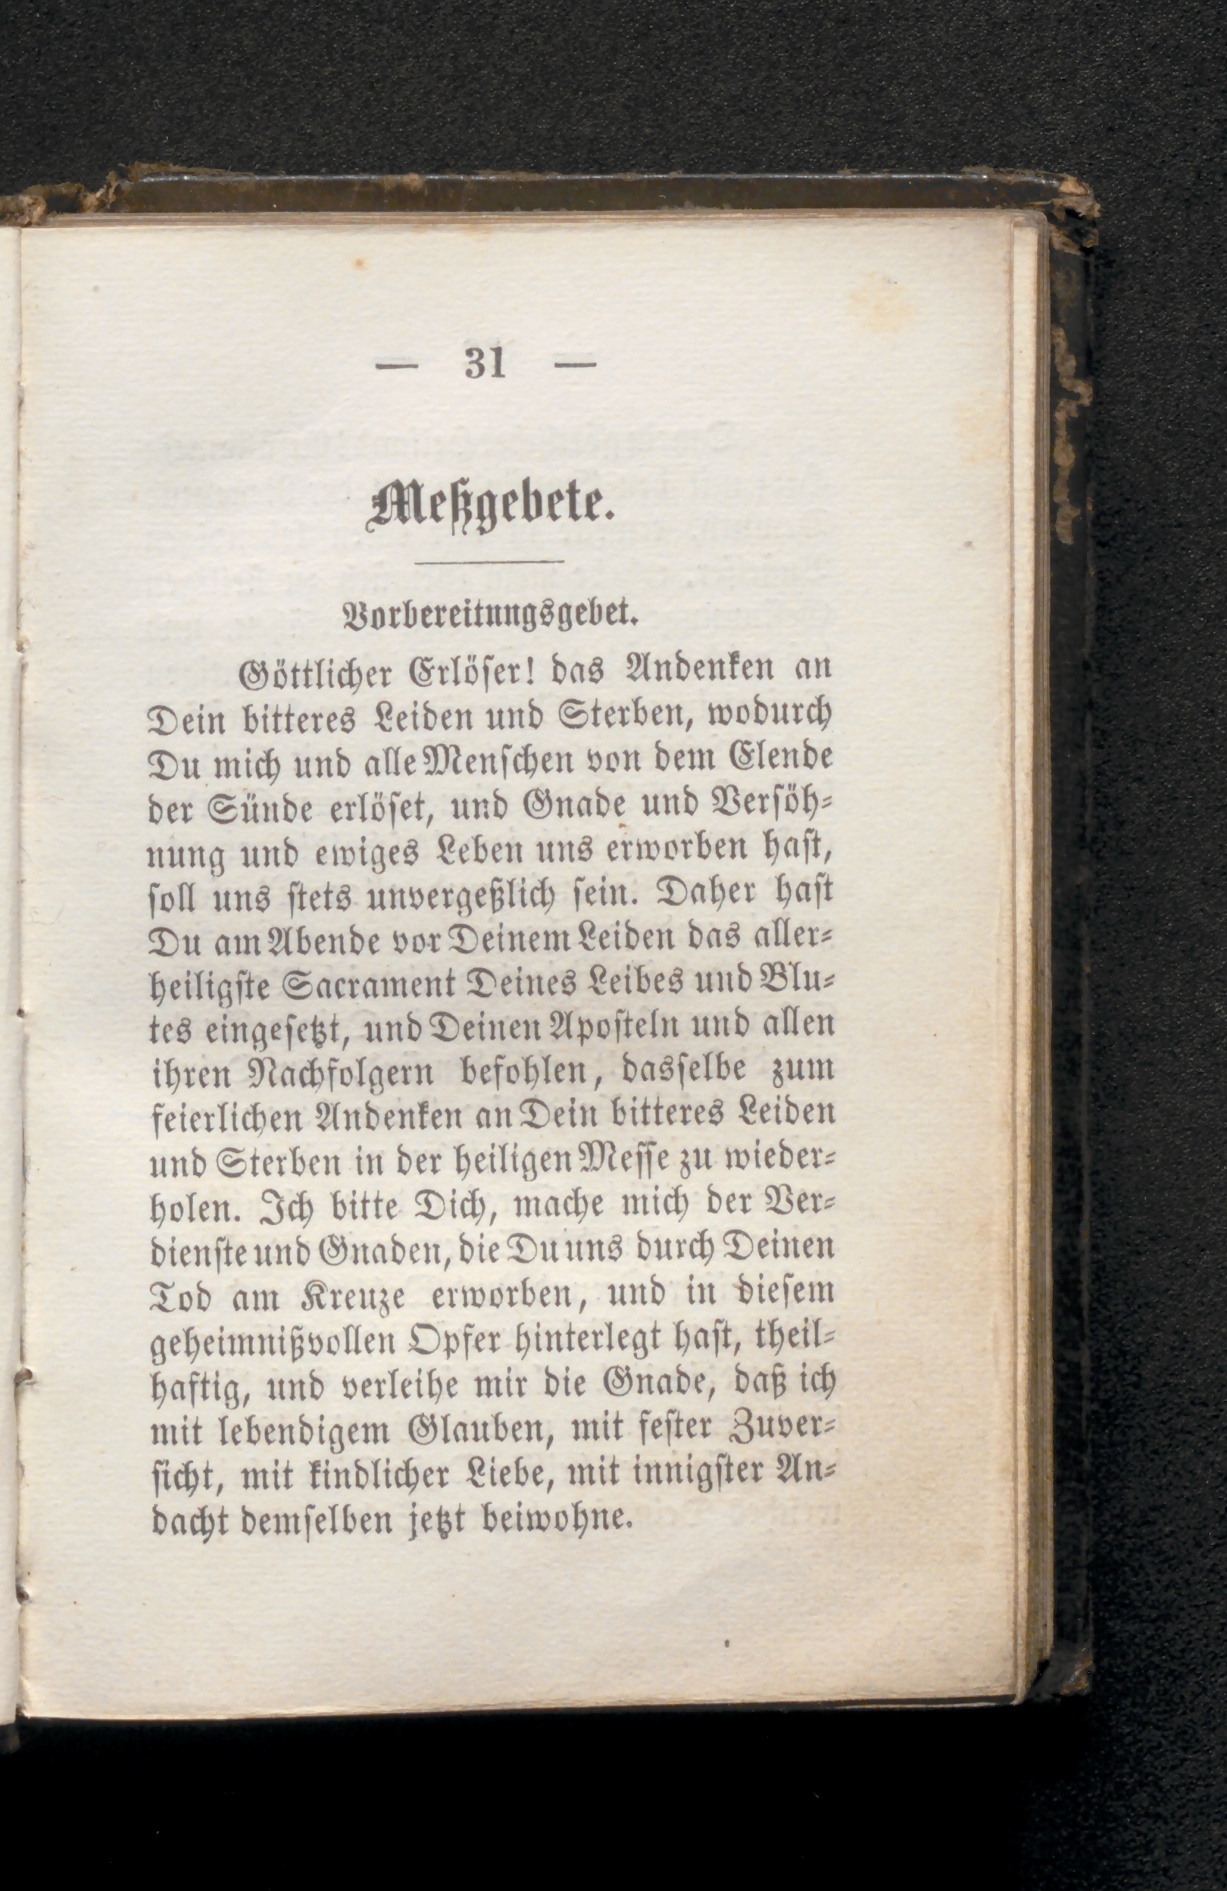 — 31 —
Meßgebete.
Vorbereitungsgebet.
Göttlicher Erlöser! das Andenken an
Dein bitteres Leiden und Sterben, wodurch
Du mich und alle Menschen von dem Elende
der Sünde erlöset, und Gnade und Versöh-
nung und ewiges Leben uns erworben hast,
soll uns stets unvergeßlich sein. Daher hast
Du am Abende vor Deinem Leiden das aller-
heiligste Sacrament Deines Leibes und Blu-
tes eingesetzt, und Deinen Aposteln und allen
ihren Nachfolgern befohlen, dasselbe zum
feierlichen Andenken an Dein bitteres Leiden
und Sterben in der heiligen Messe zu wieder-
holen. Ich bitte Dich, mache mich der Ver-
dienste und Gnaden, die Du uns durch Deinen
Tod am Kreuze erworben, und in diesem
geheimnißvollen Opfer hinterlegt hast, theil-
haftig, und verleihe mir die Gnade, daß ich
mit lebendigem Glauben, mit fester Zuver-
sicht, mit kindlicher Liebe, mit innigster An-
dacht demselben jetzt beiwohne.